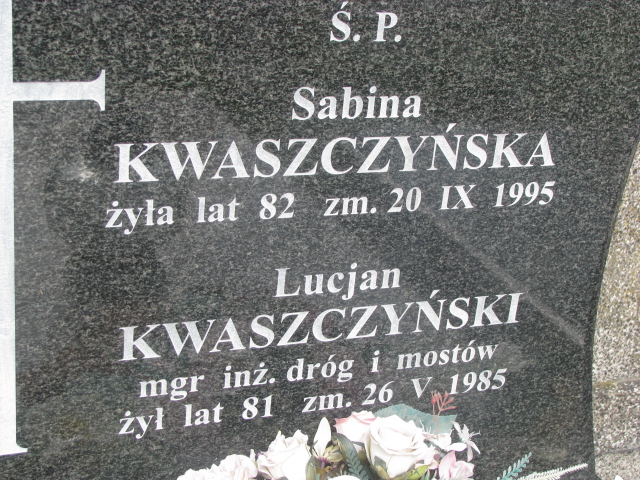 Ś. P.
Sabina
KWASZCZYŃSKA
żyła lat 82 zm. 20 IX 1995
Lucjan
KWASZCZYŃSKI
mgr inż. dróg i mostów
żył lat 81 zm. 26 V 1985